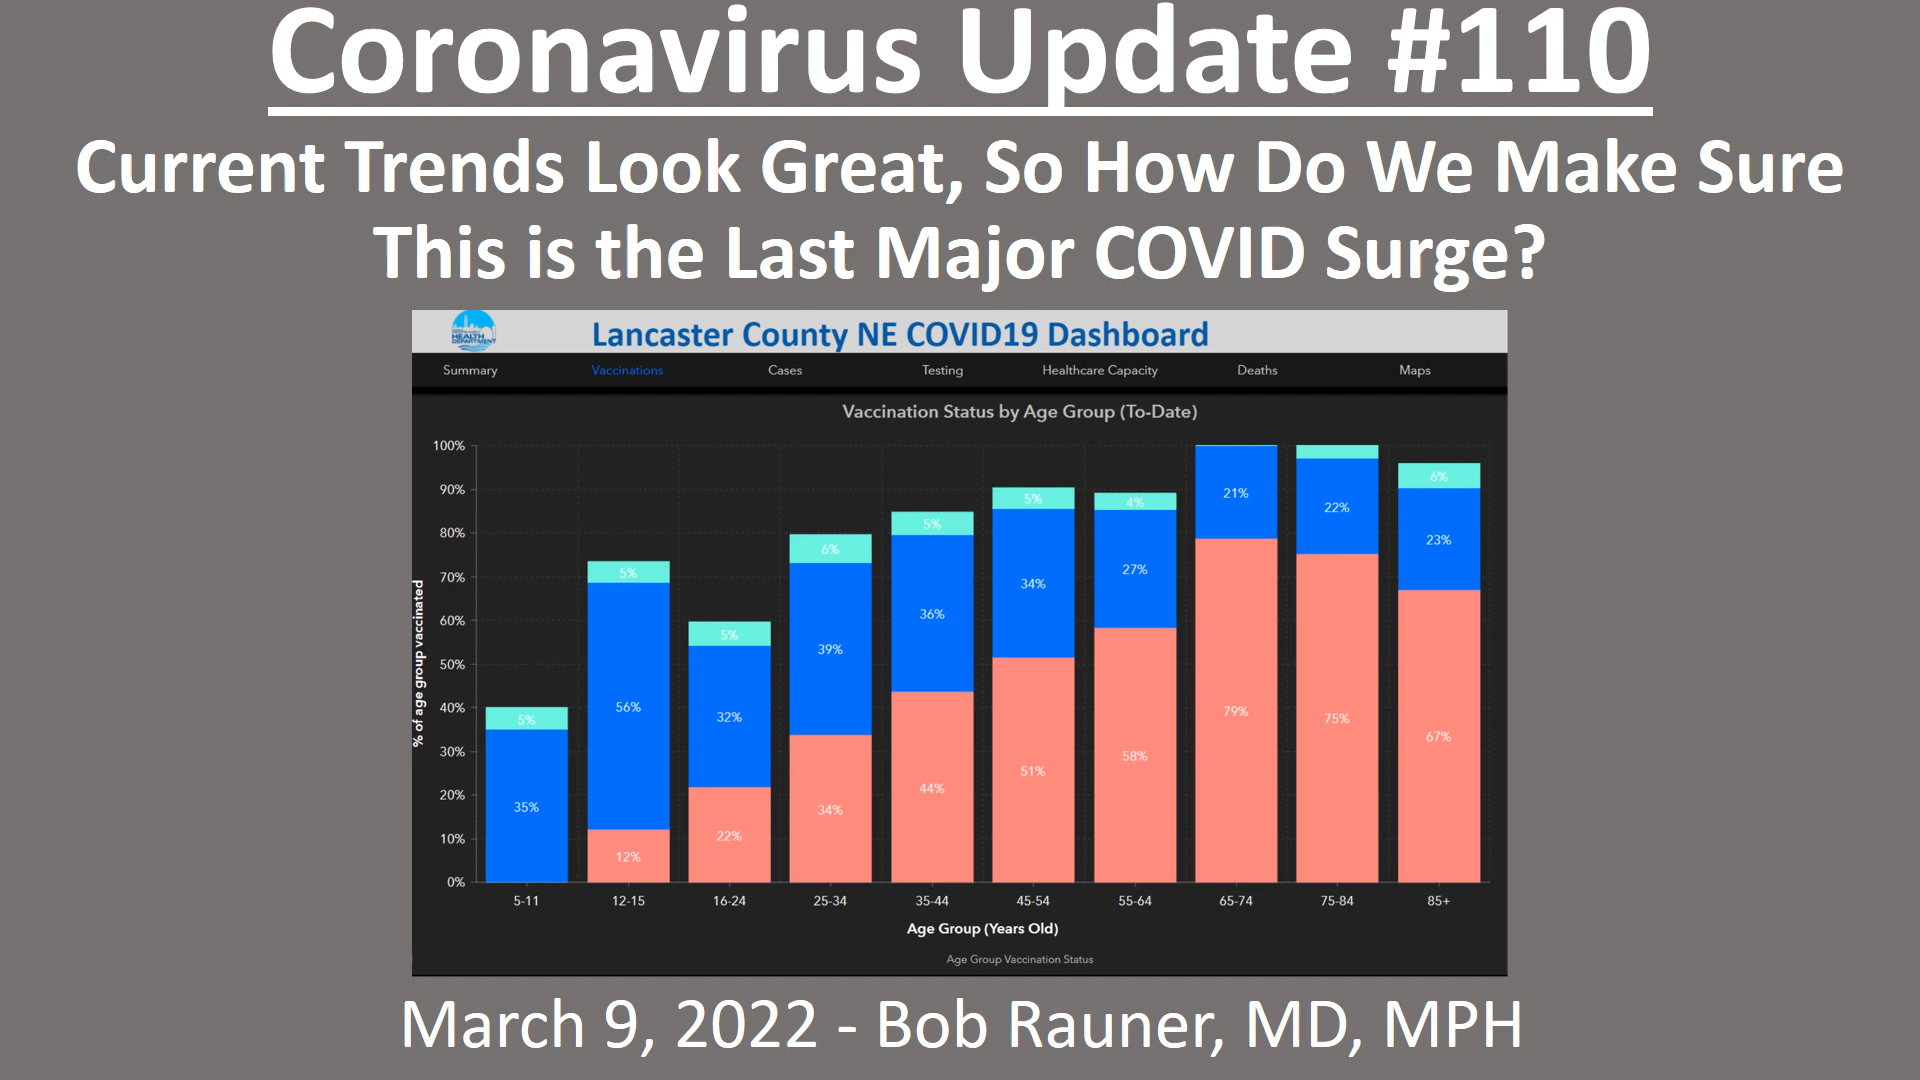 Coronavirus Update #110
Current Trends Look Great, So How Do We Make Sure
This is the Last Major COVID Surge?
HEALTH
DEPARTMENT
Lancaster County NE COVID19 Dashboard
Summary Vaccinations Cases Testing Healthcare Capacity Deaths Maps
Vaccination Status by Age Group (To-Date)
% of age group vaccinated
100%
90%
80%
70%
60%
50%
40%
30%
20%
10%
0%
5%
35%
5%
56%
12%
5%
32%
22%
6%
39%
34%
5%
36%
44%
5%
34%
51%
4%
27%
58%
21%
79%
22%
75%
6%
23%
67%
5-11 12-15 16-24 25-34 35-44 45-54 55-64 65-74 75-84 85+
Age Group (Years Old)
Age Group Vaccination Status
March 9, 2022 - Bob Rauner, MD, MPH